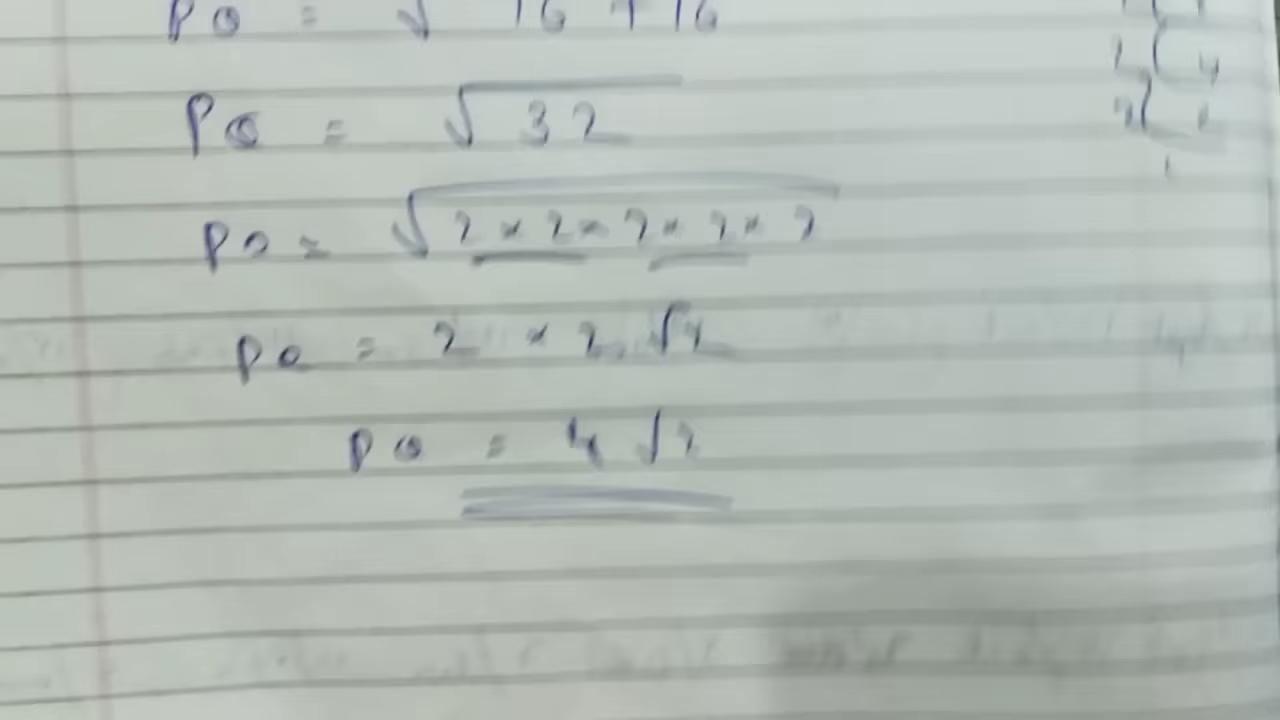 PQ = √ 16 + 16
PQ = √32
PQ = √2 × 2 × 2 × 2 × 2
PQ = 2 × 2 √2
PQ = 4 √2